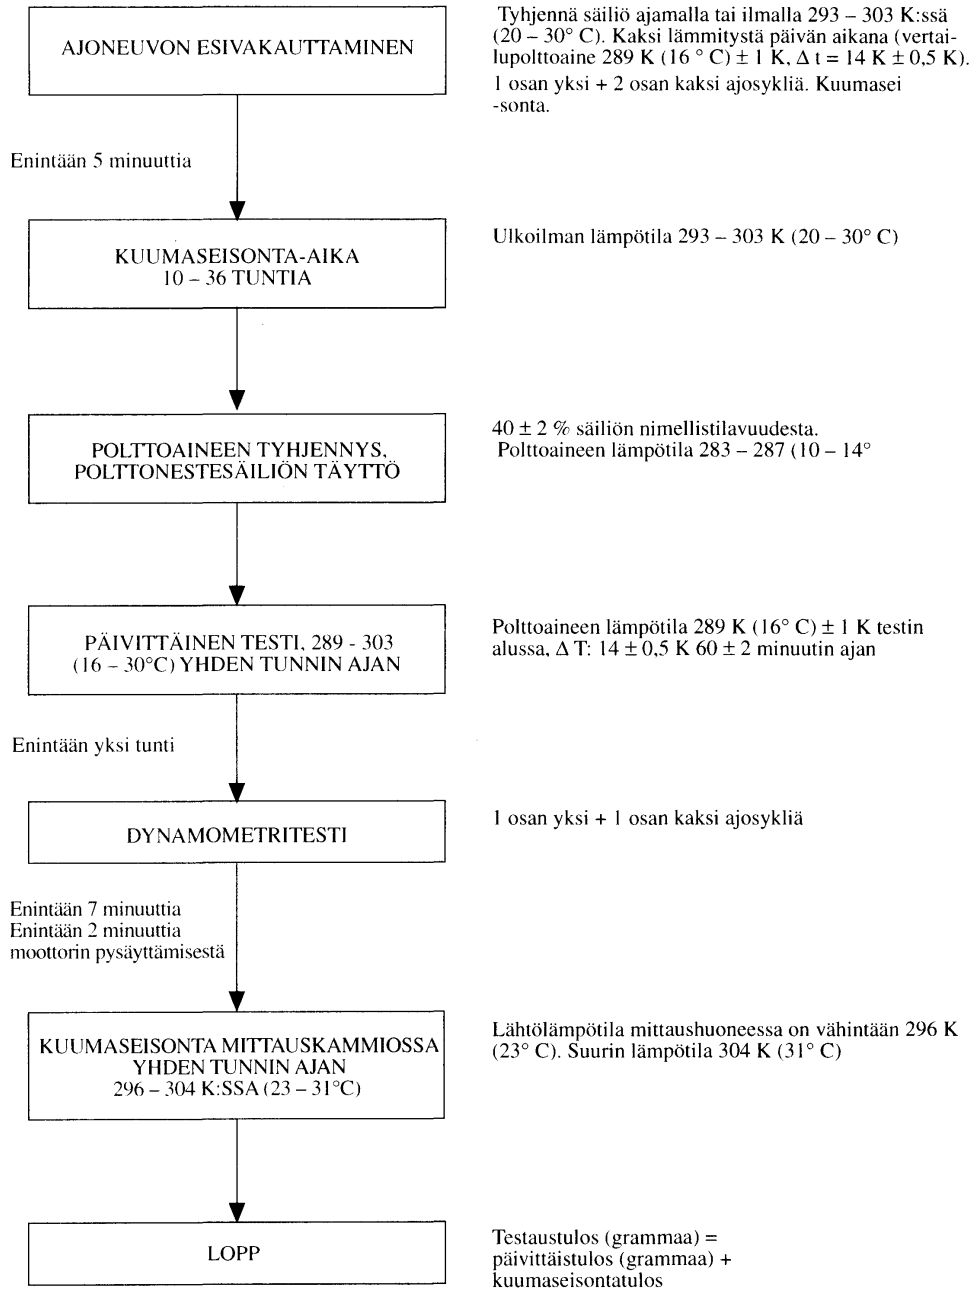 AJONEUVON ESIVAKAUTTAMINEN
Tyhjennä säiliö ajamalla tai ilmalla 293 – 303 K:ssä
(20 – 30° C). Kaksi lämmitystä päivän aikana (vertai-
lupolttoaine 289 K (16 ° C) ± 1 K, Δ t = 14 K ± 0,5 K).
1 osan yksi + 2 osan kaksi ajosykliä. Kuumasei
-sonta.
Enintään 5 minuuttia
KUUMASEISONTA-AIKA
10 – 36 TUNTIA
Ulkoilman lämpötila 293 – 303 K (20 – 30° C)
POLTTOAINEEN TYHJENNYS,
POLTTONESTESÄILIÖN TÄYTTÖ
40 ± 2 % säiliön nimellistilavuudesta.
Polttoaineen lämpötila 283 – 287 (10 – 14°
PÄIVITTÄINEN TESTI, 289 - 303
(16 – 30°C) YHDEN TUNNIN AJAN
Polttoaineen lämpötila 289 K (16° C) ± 1 K testin
alussa, Δ T: 14 ± 0,5 K 60 ± 2 minuutin ajan
Enintään yksi tunti
DYNAMOMETRITESTI
1 osan yksi + 1 osan kaksi ajosykliä
Enintään 7 minuuttia
Enintään 2 minuuttia
moottorin pysäyttämisestä
KUUMASEISONTA MITTAUSKAMMIOSSA
YHDEN TUNNIN AJAN
296 – 304 K:SSA (23 – 31°C)
Lähtölämpötila mittaushuoneessa on vähintään 296 K
(23° C). Suurin lämpötila 304 K (31° C)
LOPP
Testaustulos (grammaa) =
päivittäistulos (grammaa) +
kuumaseisontatulos